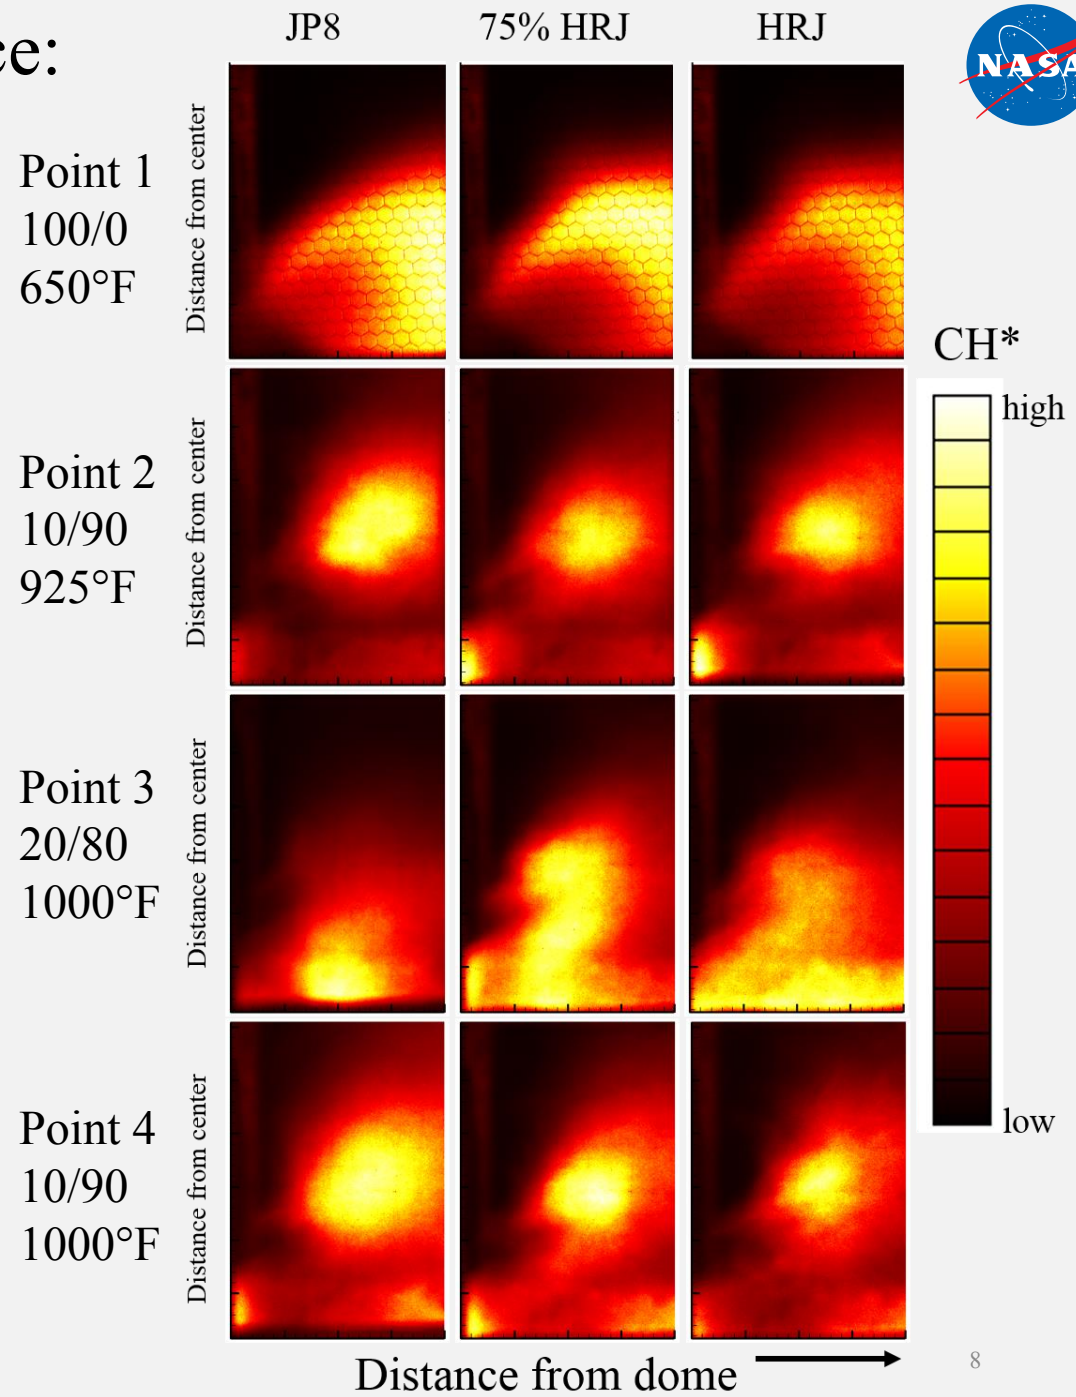 ce:
JP8
75% HRJ
HRJ
NASA
Point 1
100/0
650°F
Distance from center
CH*
high
low
Point 2
10/90
925°F
Distance from center
Point 3
20/80
1000°F
Distance from center
Point 4
10/90
1000°F
Distance from center
Distance from dome
8